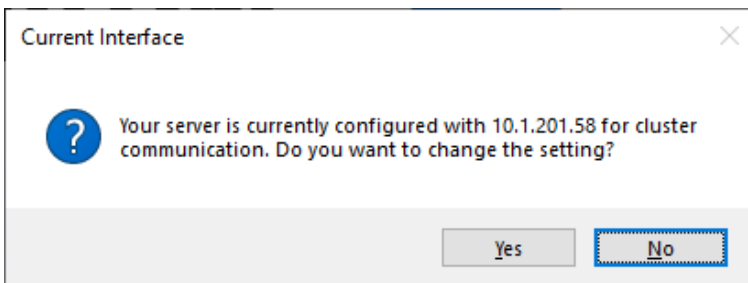 Current Interface
Your server is currently configured with 10.1.201.58 for cluster
communication. Do you want to change the setting?
Yes
No